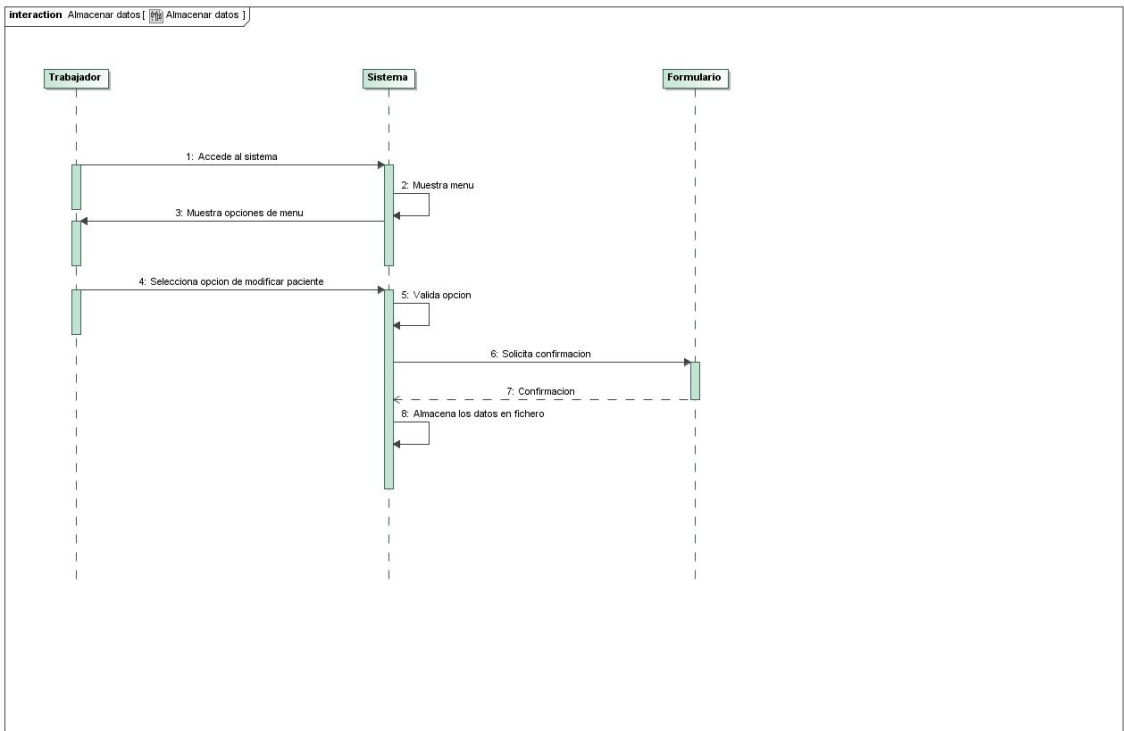 interaction Almacenar datos [ Almacenar datos ]
Trabajador
Sistema
Formulario
1: Accede al sistema
2: Muestra menu
3: Muestra opciones de menu
4: Selecciona opcion de modificar paciente
5: Valida opcion
6: Solicita confirmacion
7: Confirmacion
8: Almacena los datos en fichero